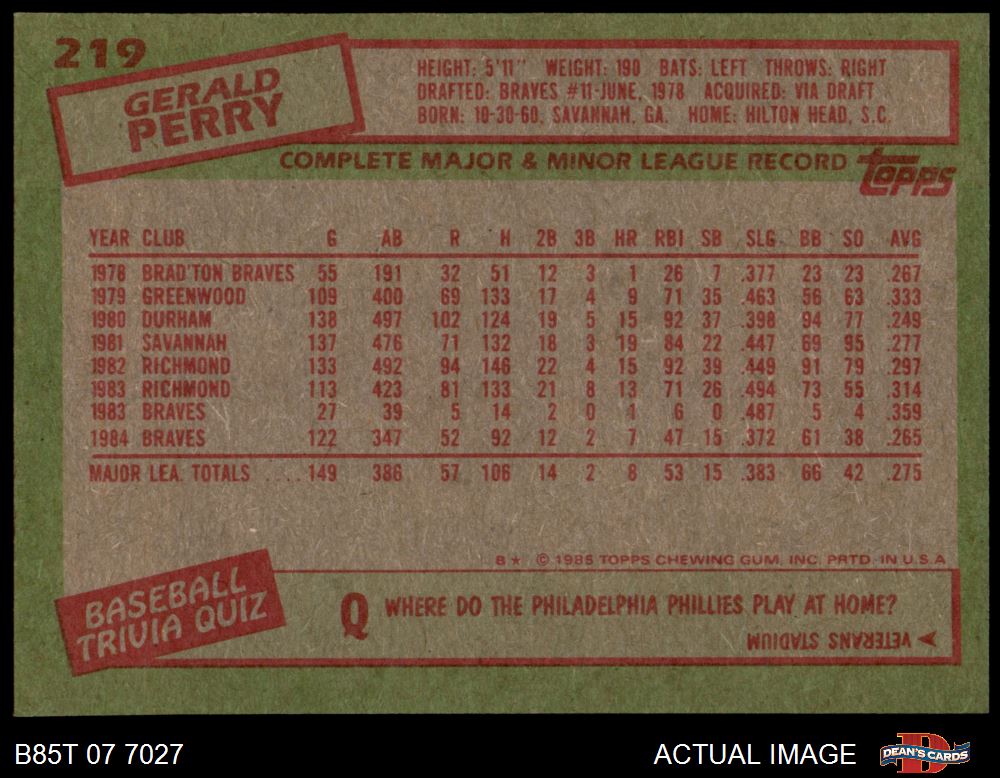 219
GERALD
PERRY
HEIGHT: 5'11" WEIGHT: 190 BATS: LEFT THROWS: RIGHT
DRAFTED: BRAVES #11-JUNE, 1978 ACQUIRED: VIA DRAFT
BORN: 10-30-60, SAVANNAH, GA. HOME: HILTON HEAD, S.C.
COMPLETE MAJOR & MINOR LEAGUE RECORD
TOPPS
YEAR CLUB G AB R H 2B 3B HR RBI SB SLG BB SO AVG
1978 BRAD'TON BRAVES 55 191 32 51 12 3 1 26 7 .377 23 23 .267
1979 GREENWOOD 109 400 69 133 17 4 9 71 35 .463 56 63 .333
1980 DURHAM 138 497 102 124 19 5 15 92 37 .398 94 77 .249
1981 SAVANNAH 137 476 71 132 18 3 19 84 22 .447 69 95 .277
1982 RICHMOND 133 492 94 146 22 4 15 92 39 .449 91 79 .297
1983 RICHMOND 113 423 81 133 21 8 13 71 26 .494 73 55 .314
1983 BRAVES 27 39 5 14 2 0 1 6 0 .487 5 4 .359
1984 BRAVES 122 347 52 92 12 2 7 47 15 .372 61 38 .265
MAJOR LEA. TOTALS .... 149 386 57 106 14 2 8 53 15 .383 66 42 .275
B★ © 1985 TOPPS CHEWING GUM, INC. PRTD. IN U.S.A
BASEBALL
TRIVIA QUIZ
Q WHERE DO THE PHILADELPHIA PHILLIES PLAY AT HOME?
VETERANS STADIUM
B85T 07 7027
ACTUAL IMAGE
D
DEAN'S CARDS